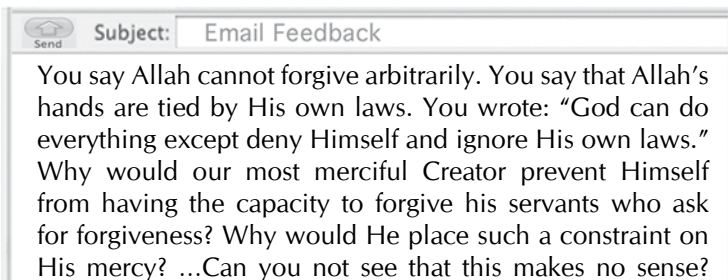 Send Subject: Email Feedback
You say Allah cannot forgive arbitrarily. You say that Allah’s
hands are tied by His own laws. You wrote: “God can do
everything except deny Himself and ignore His own laws.”
Why would our most merciful Creator prevent Himself
from having the capacity to forgive his servants who ask
for forgiveness? Why would He place such a constraint on
His mercy? …Can you not see that this makes no sense?